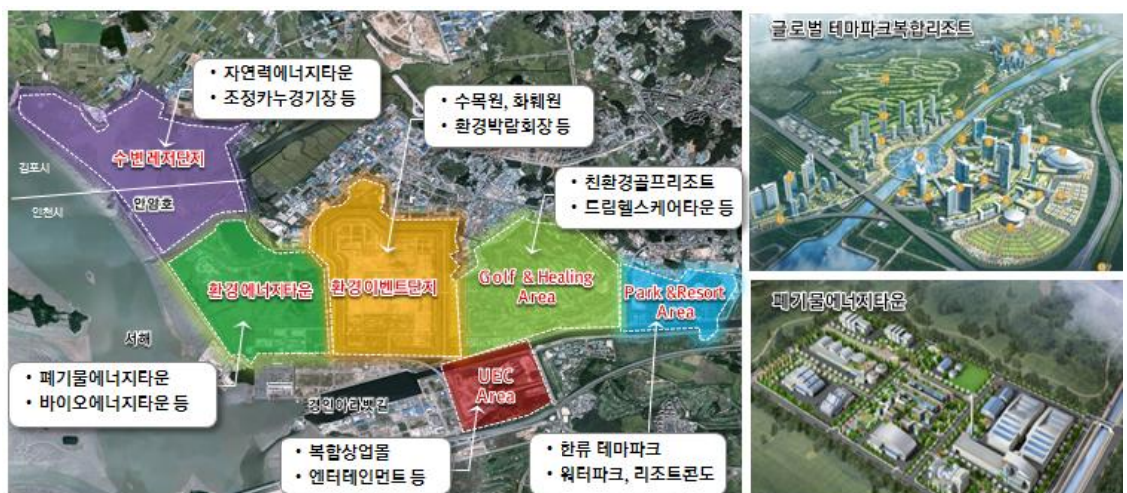 • 자연력에너지타운
• 조정카누경기장 등
• 수목원, 화훼원
• 환경박람회장 등
수변레저단지
김포시
인천시
안암호
• 친환경골프리조트
• 드림헬스케어타운 등
환경에너지타운
환경이벤트단지
Golf & Healing
Area
Park & Resort
Area
서해
UEC
Area
• 폐기물에너지타운
• 바이오에너지타운 등
경인아라뱃길
• 복합상업몰
• 엔터테인먼트 등
• 한류 테마파크
• 워터파크, 리조트콘도
글로벌 테마파크복합리조트
폐기물에너지타운